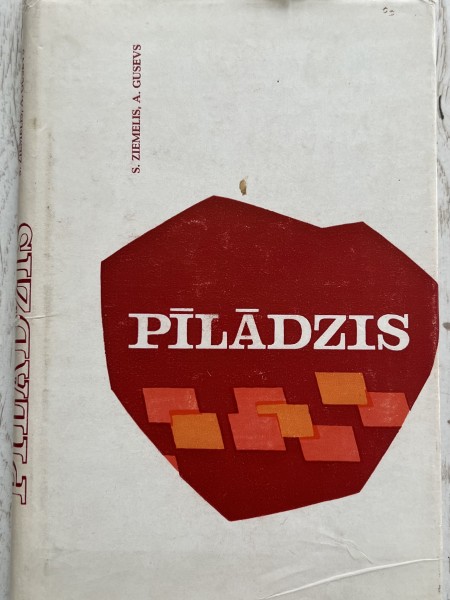 S. ZIEMELIS, A. GUSEVS
PĪLĀDZIS
PĪLĀDZIS